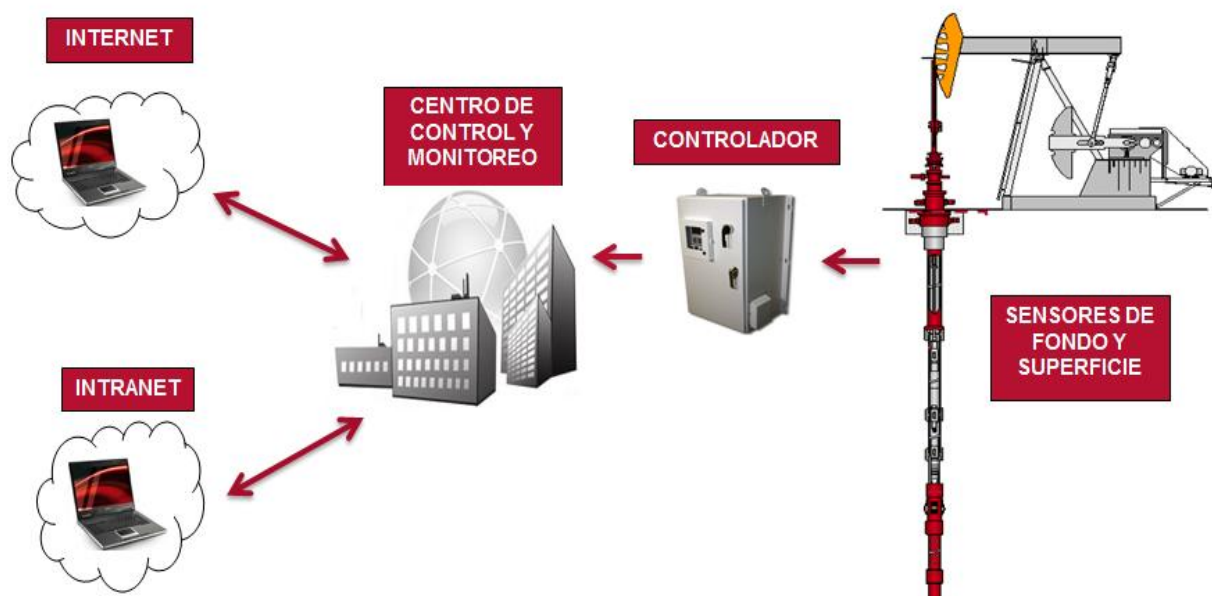 INTERNET
CENTRO DE
CONTROL Y
MONITOREO
CONTROLADOR
SENSORES DE
FONDO Y
SUPERFICIE
INTRANET